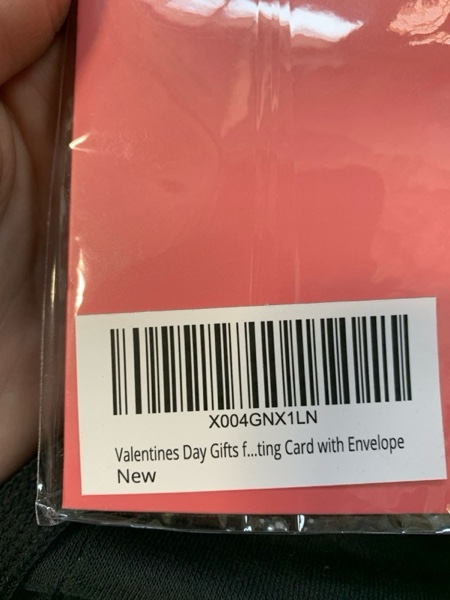 X004GNX1LN
Valentines Day Gifts f...ting Card with Envelope
New